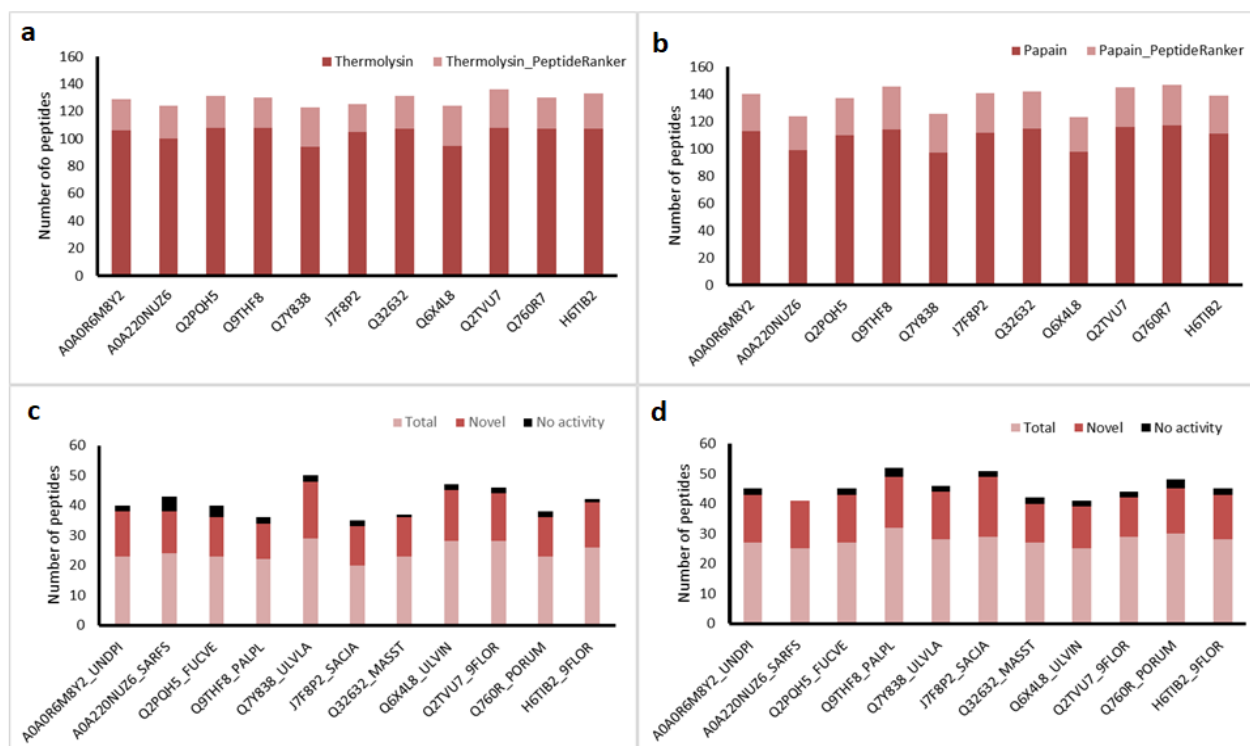 a
Thermolysin Thermolysin_PeptideRanker
Number ofo peptides
160
140
120
100
80
60
40
20
0
A0A0R6M8Y2
A0A220NUZ6
Q2PQH5
Q9THF8
Q7Y838
J7F8P2
Q32632
Q6X4L8
Q2TVU7
Q760R7
H6TIB2
b
Papain Papain_PeptideRanker
Number of peptides
160
140
120
100
80
60
40
20
0
A0A0R6M8Y2
A0A220NUZ6
Q2PQH5
Q9THF8
Q7Y838
J7F8P2
Q32632
Q6X4L8
Q2TVU7
Q760R7
H6TIB2
c
Total Novel No activity
Number of peptides
60
50
40
30
20
10
0
A0A0R6M8Y2_UNDPI
A0A220NUZ6_SARFS
Q2PQH5_FUCVE
Q9THF8_PALPL
Q7Y838_ULVLA
J7F8P2_SACJA
Q32632_MASST
Q6X4L8_ULVIN
Q2TVU7_9FLOR
Q760R_PORUM
H6TIB2_9FLOR
d
Total Novel No activity
Number of peptides
60
50
40
30
20
10
0
A0A0R6M8Y2_UNDPI
A0A220NUZ6_SARFS
Q2PQH5_FUCVE
Q9THF8_PALPL
Q7Y838_ULVLA
J7F8P2_SACJA
Q32632_MASST
Q6X4L8_ULVIN
Q2TVU7_9FLOR
Q760R_PORUM
H6TIB2_9FLOR